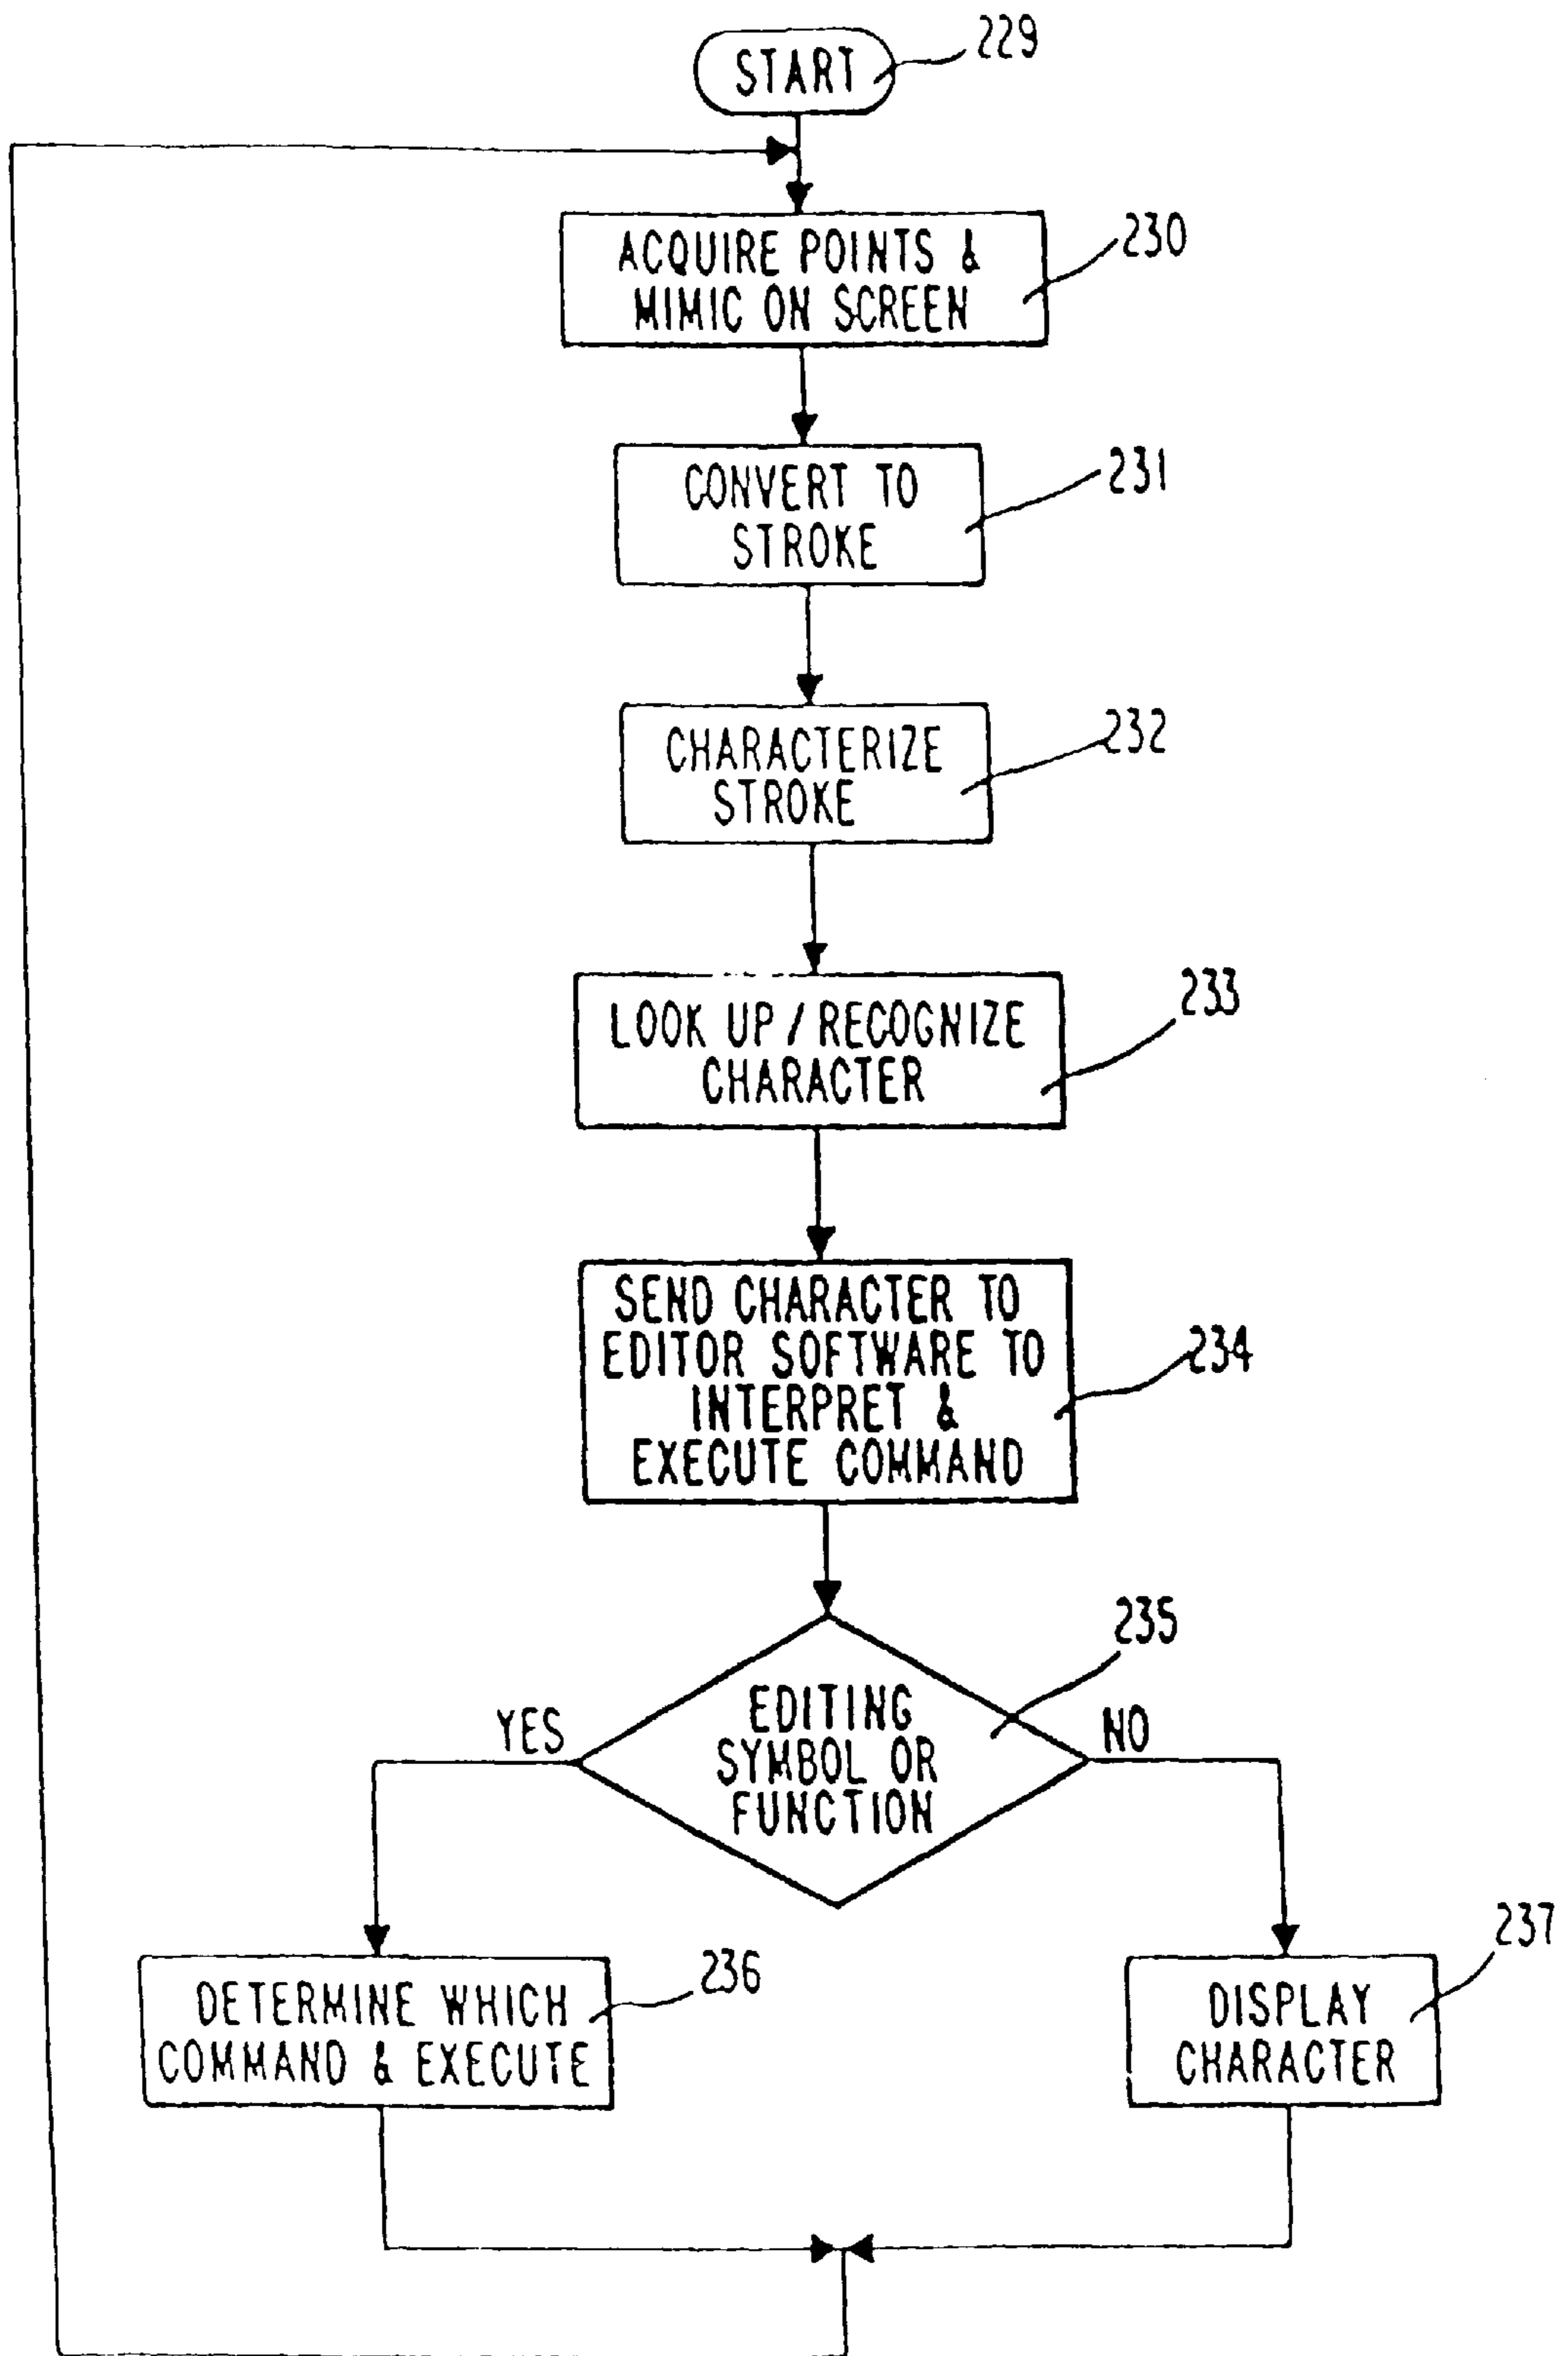 START
229
ACQUIRE POINTS &
MIMIC ON SCREEN
230
CONVERT TO
STROKE
231
CHARACTERIZE
STROKE
232
LOOK UP / RECOGNIZE
CHARACTER
233
SEND CHARACTER TO
EDITOR SOFTWARE TO
INTERPRET &
EXECUTE COMMAND
234
EDITING
SYMBOL OR
FUNCTION
235
YES
NO
DETERMINE WHICH
COMMAND & EXECUTE
236
DISPLAY
CHARACTER
237